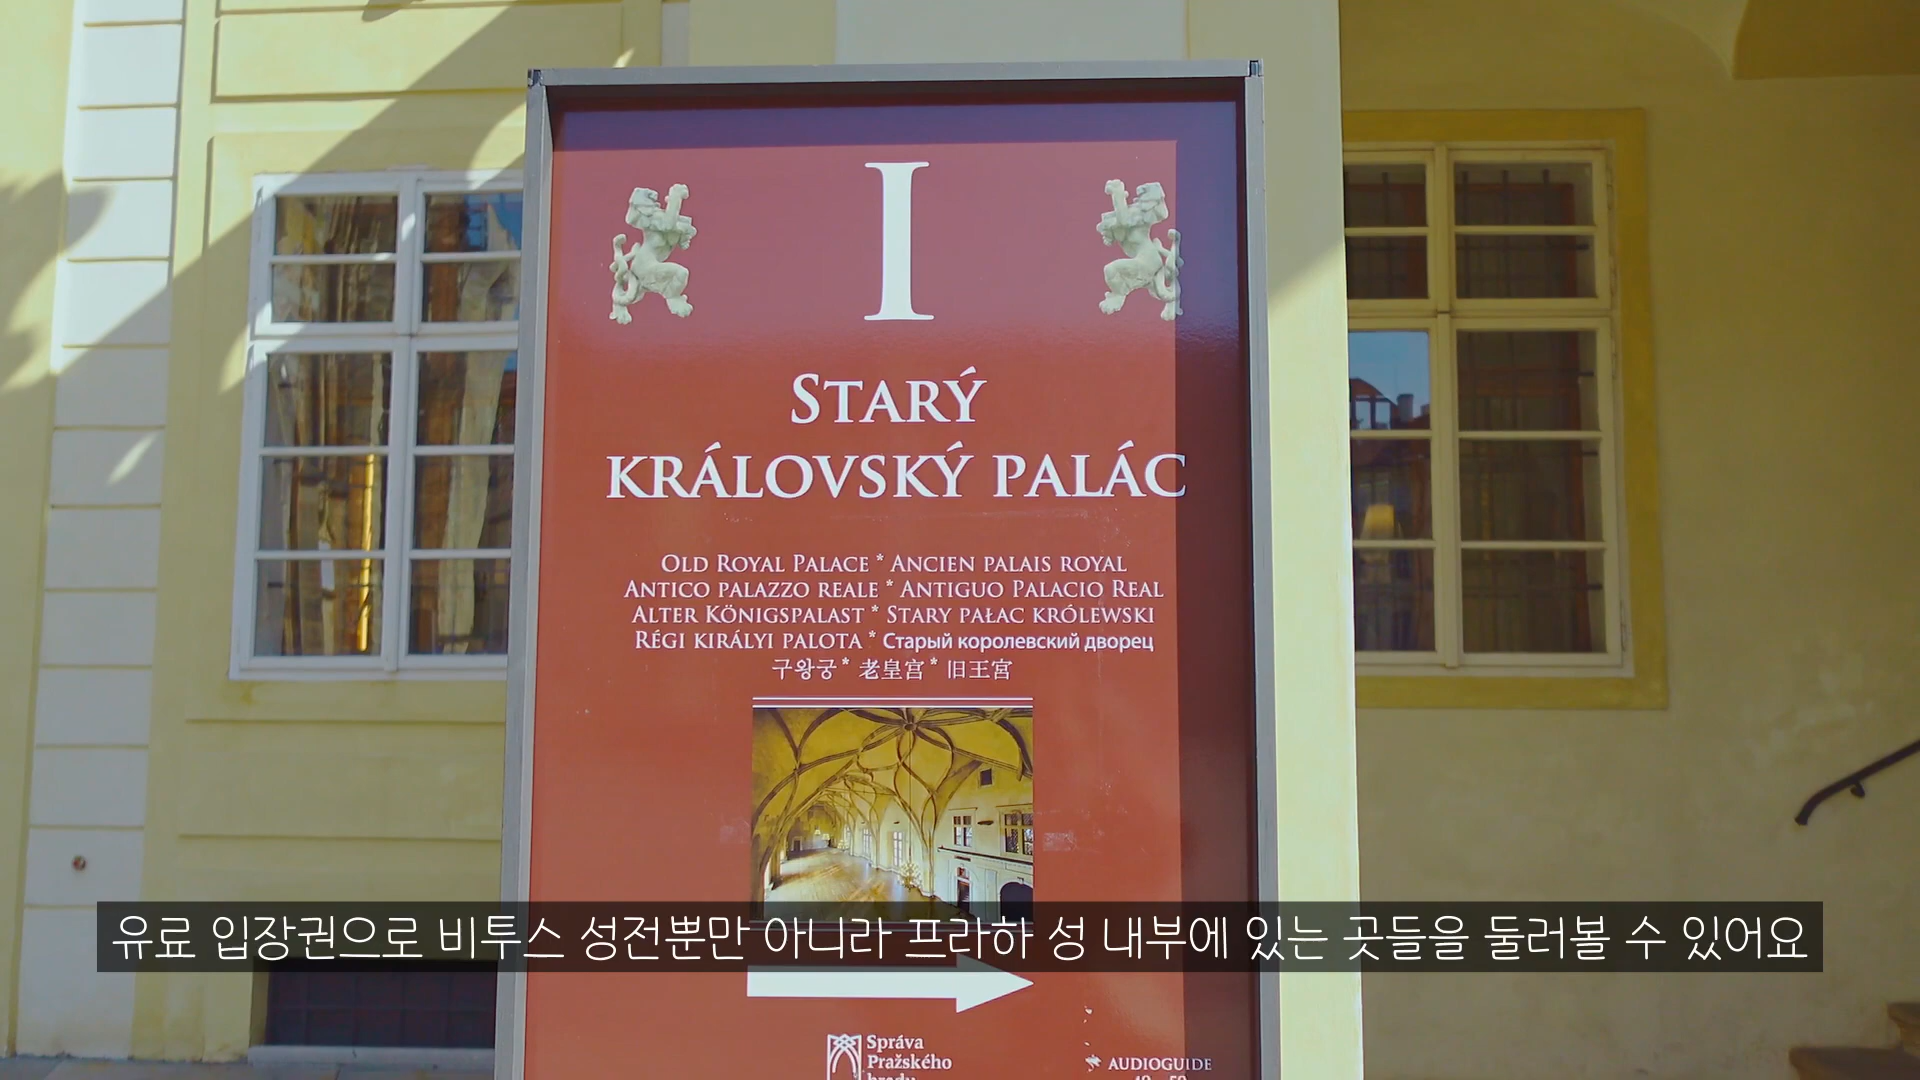 I
STARÝ
KRÁLOVSKÝ PALÁC
OLD ROYAL PALACE * ANCIEN PALAIS ROYAL
ANTICO PALAZZO REALE * ANTIGUO PALACIO REAL
ALTER KÖNIGSPALAST * STARY PAŁAC KRÓLEWSKI
RÉGI KIRÁLYI PALOTA * Старый королевский дворец
구왕궁 * 老皇宫 * 旧王宮
유료 입장권으로 비투스 성전뿐만 아니라 프라하 성 내부에 있는 곳들을 둘러볼 수 있어요
Správa
Pražského
hradu
AUDIOGUIDE